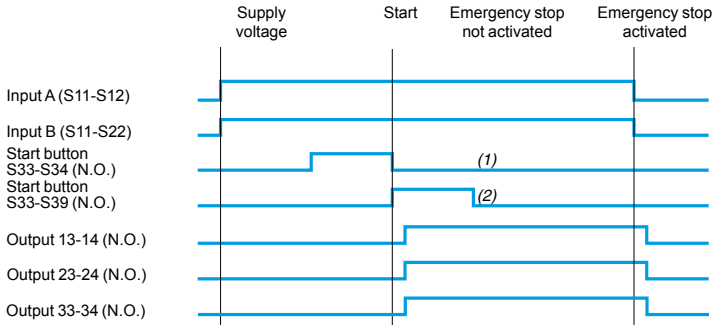 Supply voltage
Start
Emergency stop not activated
Emergency stop activated
Input A (S11-S12)
Input B (S11-S22)
Start button
S33-S34 (N.O.)
(1)
Start button
S33-S39 (N.O.)
(2)
Output 13-14 (N.O.)
Output 23-24 (N.O.)
Output 33-34 (N.O.)